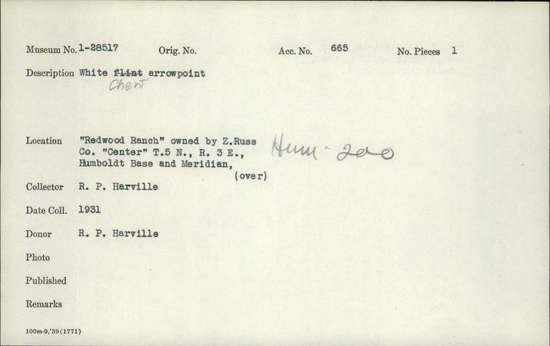 Museum No. 1-28517 Orig. No. Acc. No. 665 No. Pieces 1
Description White flint arrowpoint
Chert
Location "Redwood Ranch" owned by Z.Russ
Co. "Center" T.5 N., R. 3 E., Hum-200
Humboldt Base and Meridian,
(over)
Collector R. P. Harville
Date Coll. 1931
Donor R. P. Harville
Photo
Published
Remarks
100m-9,'39(1771)